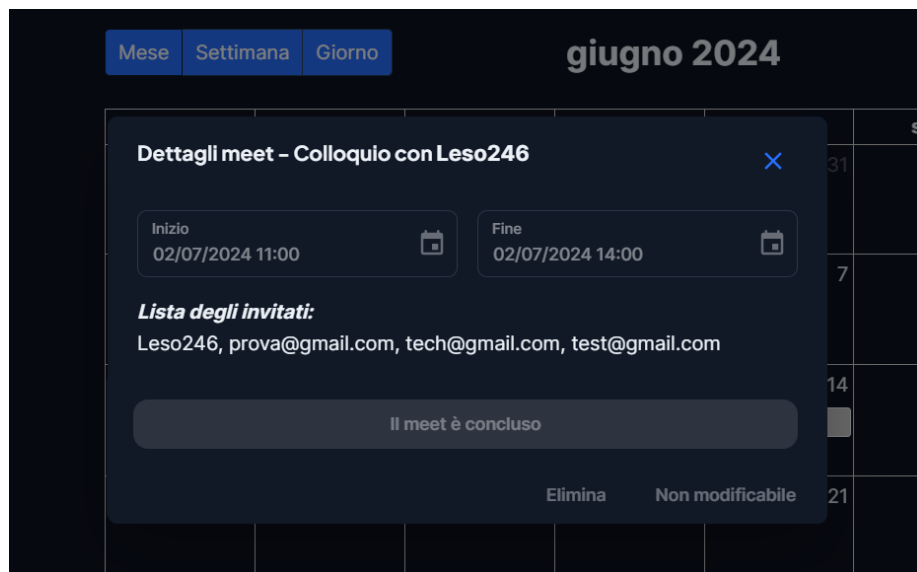 Mese Settimana Giorno
giugno 2024
s
Dettagli meet – Colloquio con Leso246
31
Inizio
02/07/2024 11:00
Fine
02/07/2024 14:00
7
Lista degli invitati:
Leso246, prova@gmail.com, tech@gmail.com, test@gmail.com
14
Il meet è concluso
Elimina Non modificabile
21